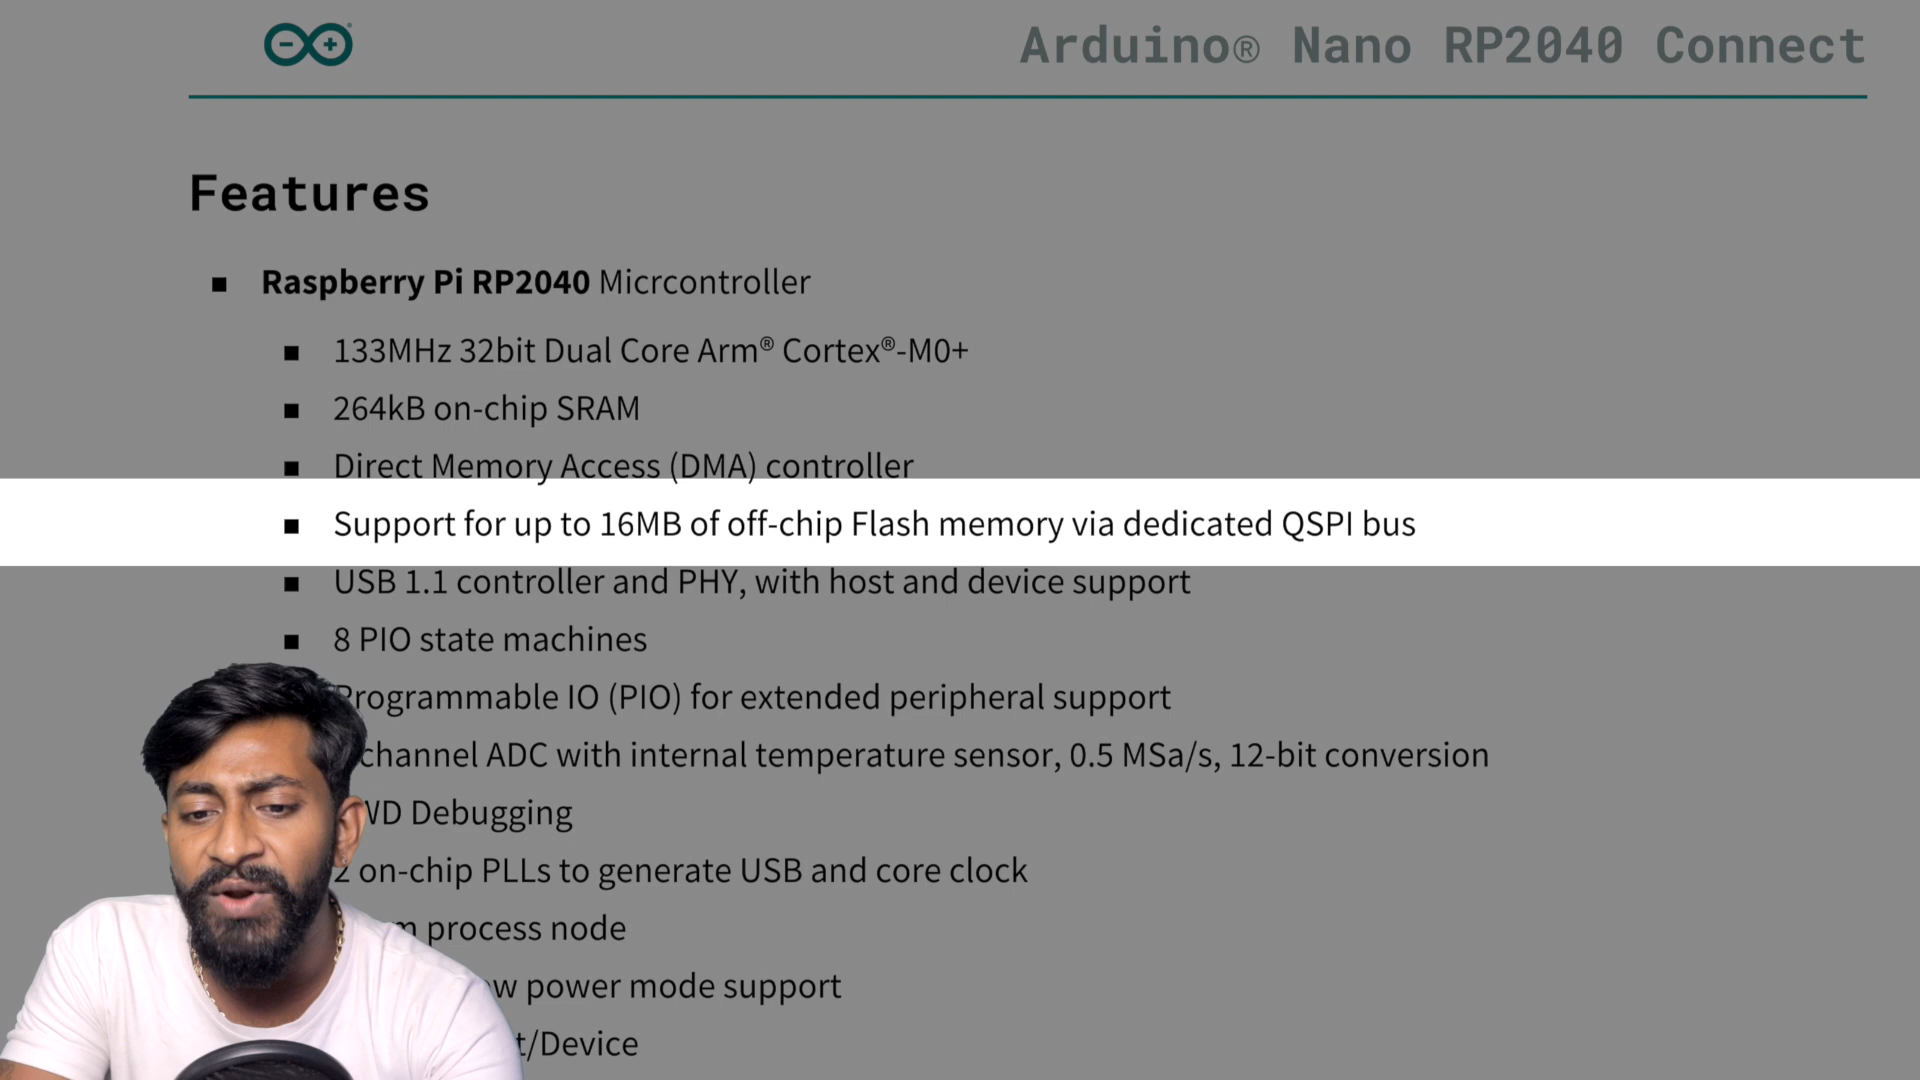 Arduino® Nano RP2040 Connect
Features
Raspberry Pi RP2040 Micrcontroller
133MHz 32bit Dual Core Arm® Cortex®-M0+
264kB on-chip SRAM
Direct Memory Access (DMA) controller
Support for up to 16MB of off-chip Flash memory via dedicated QSPI bus
USB 1.1 controller and PHY, with host and device support
8 PIO state machines
Programmable IO (PIO) for extended peripheral support
channel ADC with internal temperature sensor, 0.5 MSa/s, 12-bit conversion
Debugging
2 on-chip PLLs to generate USB and core clock
process node
power mode support
/Device